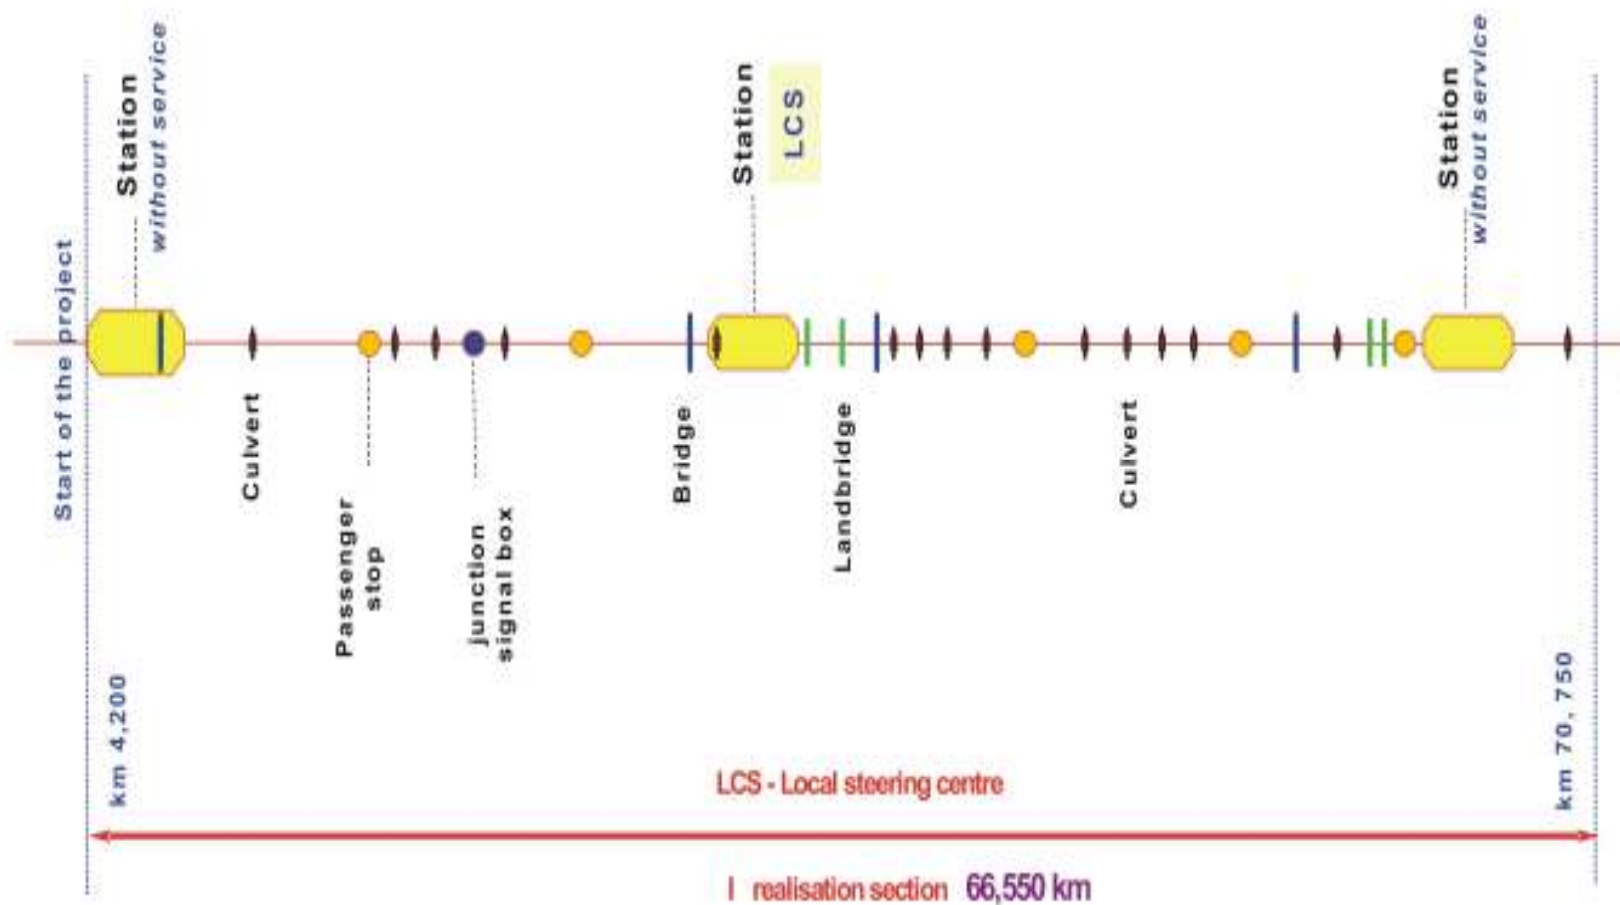 Start of the project
Station
without service
Station
LCS
Station
without service
Culvert
Passenger
stop
junction
signal box
Bridge
Landbridge
Culvert
km 4,200
km 70, 750
LCS - Local steering centre
I realisation section 66,550 km